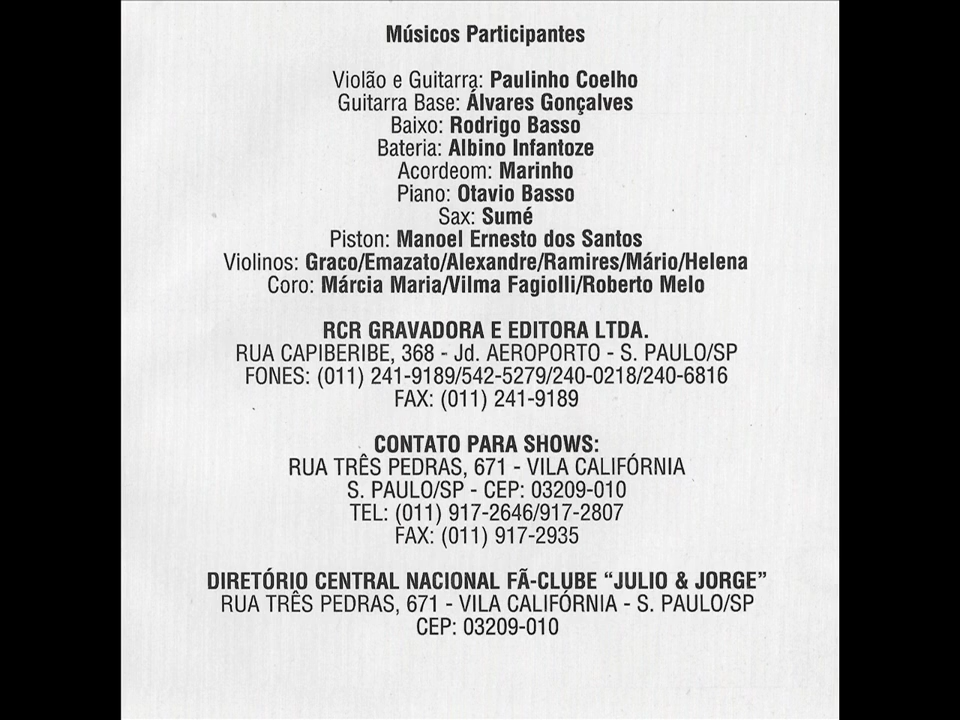 Músicos Participantes
Violão e Guitarra: Paulinho Coelho
Guitarra Base: Álvares Gonçalves
Baixo: Rodrigo Basso
Bateria: Albino Infantoze
Acordeom: Marinho
Piano: Otavio Basso
Sax: Sumé
Piston: Manoel Ernesto dos Santos
Violinos: Graco/Emazato/Alexandre/Ramires/Mário/Helena
Coro: Márcia Maria/Vilma Fagiolli/Roberto Melo
RCR GRAVADORA E EDITORA LTDA.
RUA CAPIBERIBE, 368 - Jd. AEROPORTO - S. PAULO/SP
FONES: (011) 241-9189/542-5279/240-0218/240-6816
FAX: (011) 241-9189
CONTATO PARA SHOWS:
RUA TRÊS PEDRAS, 671 - VILA CALIFÓRNIA
S. PAULO/SP - CEP: 03209-010
TEL: (011) 917-2646/917-2807
FAX: (011) 917-2935
DIRETÓRIO CENTRAL NACIONAL FÃ-CLUBE “JULIO & JORGE”
RUA TRÊS PEDRAS, 671 - VILA CALIFÓRNIA - S. PAULO/SP
CEP: 03209-010